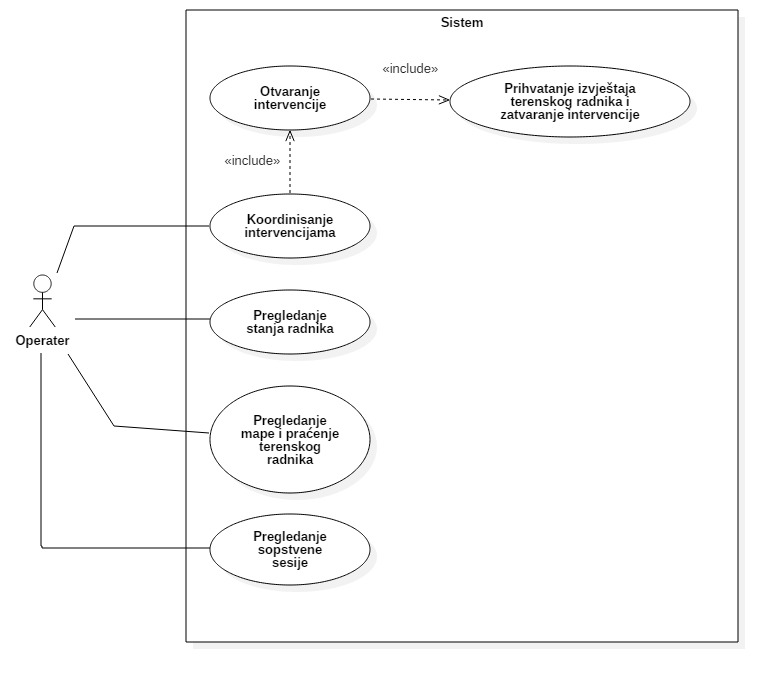 Sistem
Otvaranje
intervencije
«include»
Prihvatanje izvještaja
terenskog radnika i
zatvaranje intervencije
«include»
Koordinisanje
intervencijama
Pregledanje
stanja radnika
Operater
Pregledanje
mape i praćenje
terenskog
radnika
Pregledanje
sopstvene
sesije